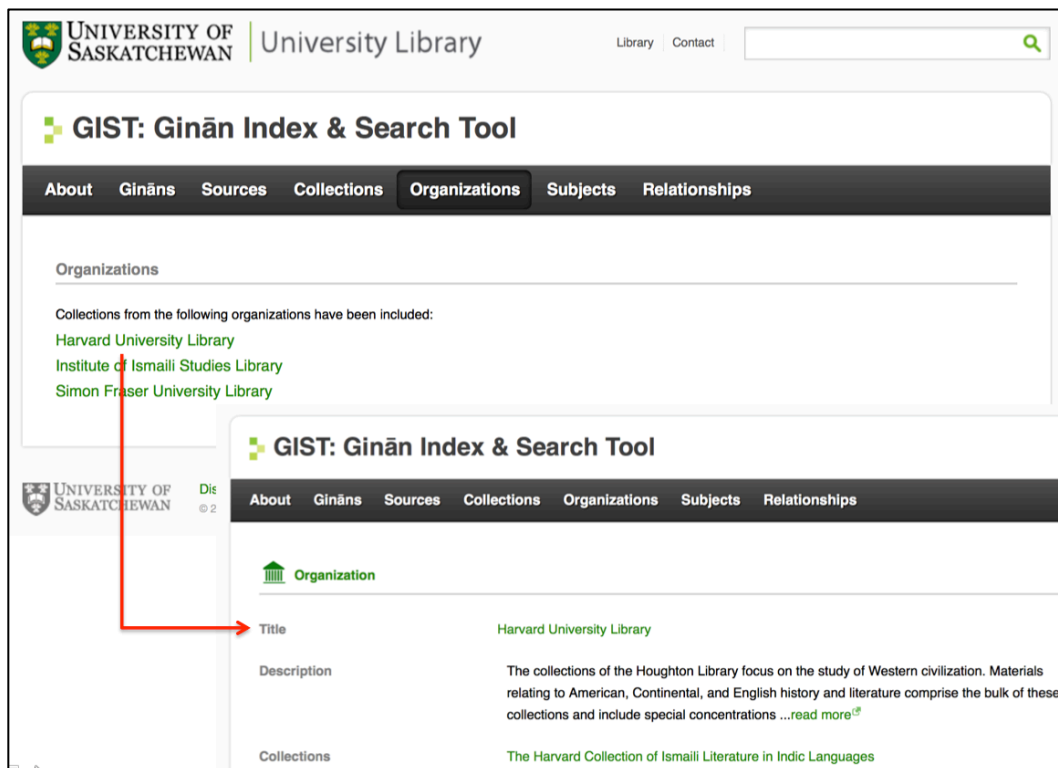 UNIVERSITY OF
SASKATCHEWAN
University Library
Library Contact
GIST: Ginān Index & Search Tool
About Gināns Sources Collections Organizations Subjects Relationships
Organizations
Collections from the following organizations have been included:
Harvard University Library
Institute of Ismaili Studies Library
Simon Fraser University Library
UNIVERSITY OF
SASKATCHEWAN
Dis
© 2
GIST: Ginān Index & Search Tool
About Gināns Sources Collections Organizations Subjects Relationships
Organization
Title Harvard University Library
Description The collections of the Houghton Library focus on the study of Western civilization. Materials
relating to American, Continental, and English history and literature comprise the bulk of these
collections and include special concentrations ...read more
Collections The Harvard Collection of Ismaili Literature in Indic Languages